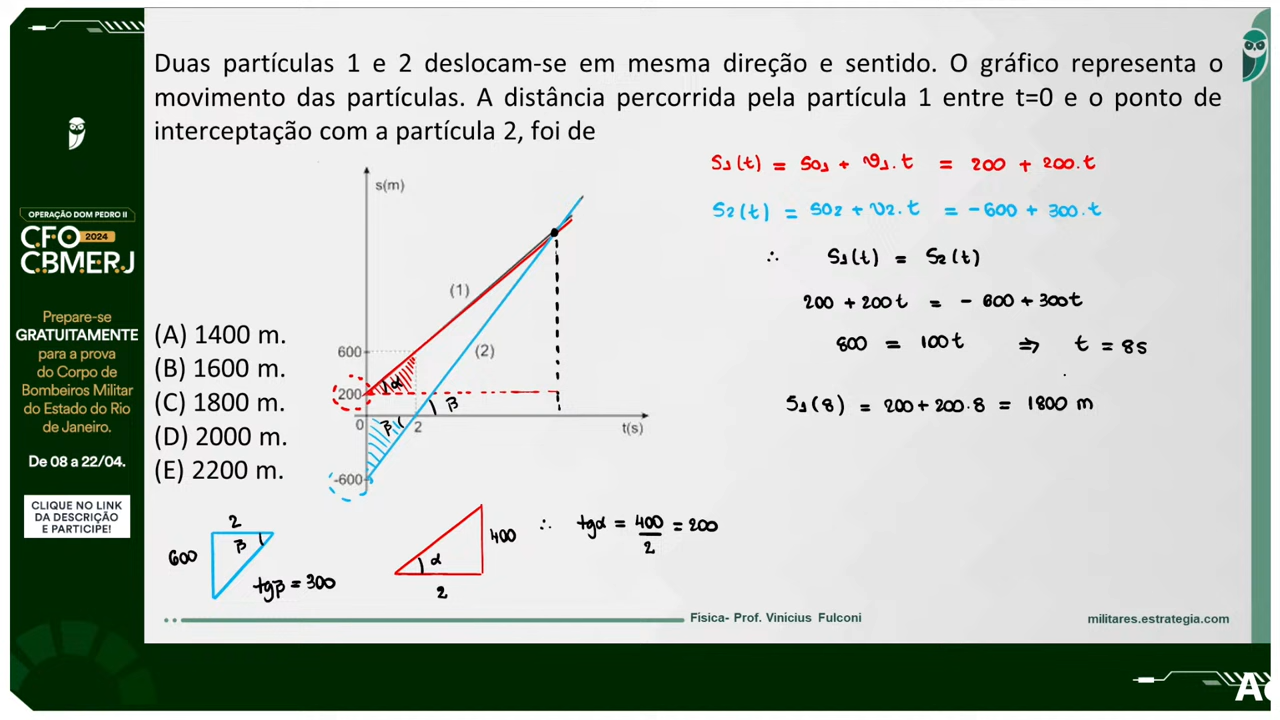 Duas partículas 1 e 2 deslocam-se em mesma direção e sentido. O gráfico representa o
movimento das partículas. A distância percorrida pela partícula 1 entre t=0 e o ponto de
interceptação com a partícula 2, foi de
OPERAÇÃO DOM PEDRO II
CFO 2024
CBMERJ
Prepare-se
GRATUITAMENTE
para a prova
do Corpo de
Bombeiros Militar
do Estado do Rio
de Janeiro.
De 08 a 22/04.
CLIQUE NO LINK
DA DESCRIÇÃO
E PARTICIPE!
(A) 1400 m.
(B) 1600 m.
(C) 1800 m.
(D) 2000 m.
(E) 2200 m.
s(m)
(1)
(2)
600
200
α
β
0
β
2
t(s)
-600
S1(t) = S01 + v1.t = 200 + 200.t
S2(t) = S02 + v2.t = -600 + 300.t
∴ S1(t) = S2(t)
200 + 200t = -600 + 300t
800 = 100t ⇒ t = 8s
S1(8) = 200 + 200.8 = 1800 m
2
600
β
tgβ = 300
400
α
2
∴ tgα = 400/2 = 200
Física- Prof. Vinícius Fulconi
militares.estrategia.com